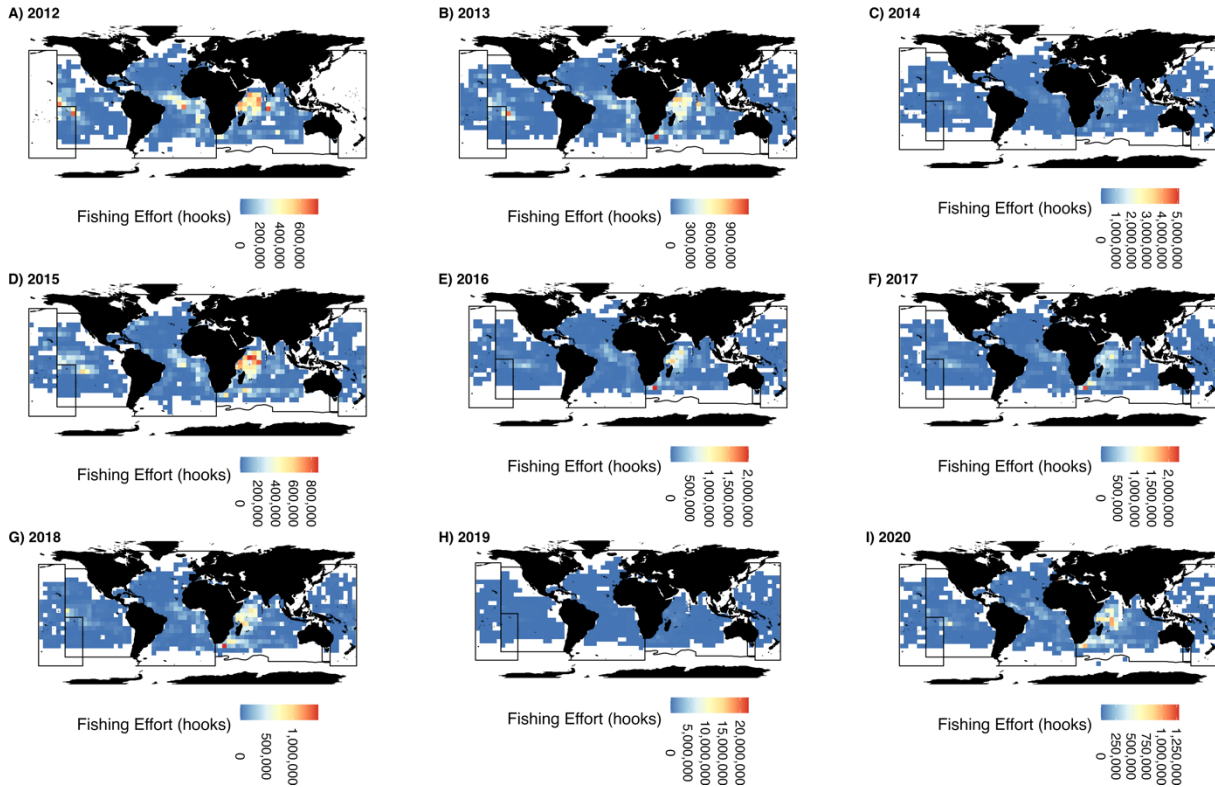 A) 2012
B) 2013
C) 2014
Fishing Effort (hooks)
0
200,000
400,000
600,000
Fishing Effort (hooks)
0
300,000
600,000
900,000
Fishing Effort (hooks)
0
1,000,000
2,000,000
3,000,000
4,000,000
5,000,000
D) 2015
E) 2016
F) 2017
Fishing Effort (hooks)
0
200,000
400,000
600,000
800,000
Fishing Effort (hooks)
0
500,000
1,000,000
1,500,000
2,000,000
Fishing Effort (hooks)
0
500,000
1,000,000
1,500,000
2,000,000
G) 2018
H) 2019
I) 2020
Fishing Effort (hooks)
0
500,000
1,000,000
Fishing Effort (hooks)
0
5,000,000
10,000,000
15,000,000
20,000,000
Fishing Effort (hooks)
0
250,000
500,000
750,000
1,000,000
1,250,000